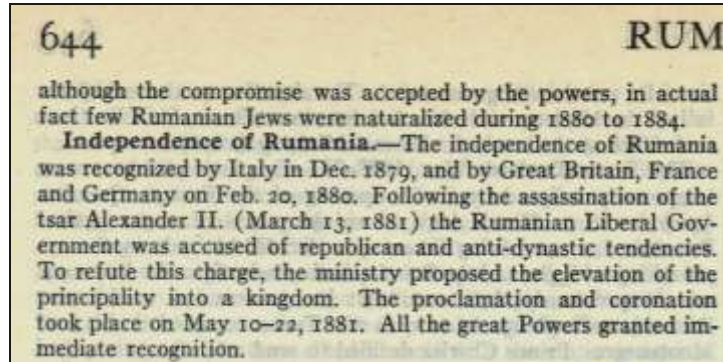 644
RUM
although the compromise was accepted by the powers, in actual
fact few Rumanian Jews were naturalized during 1880 to 1884.
Independence of Rumania.—The independence of Rumania
was recognized by Italy in Dec. 1879, and by Great Britain, France
and Germany on Feb. 20, 1880. Following the assassination of the
tsar Alexander II. (March 13, 1881) the Rumanian Liberal Gov-
ernment was accused of republican and anti-dynastic tendencies.
To refute this charge, the ministry proposed the elevation of the
principality into a kingdom. The proclamation and coronation
took place on May 10–22, 1881. All the great Powers granted im-
mediate recognition.